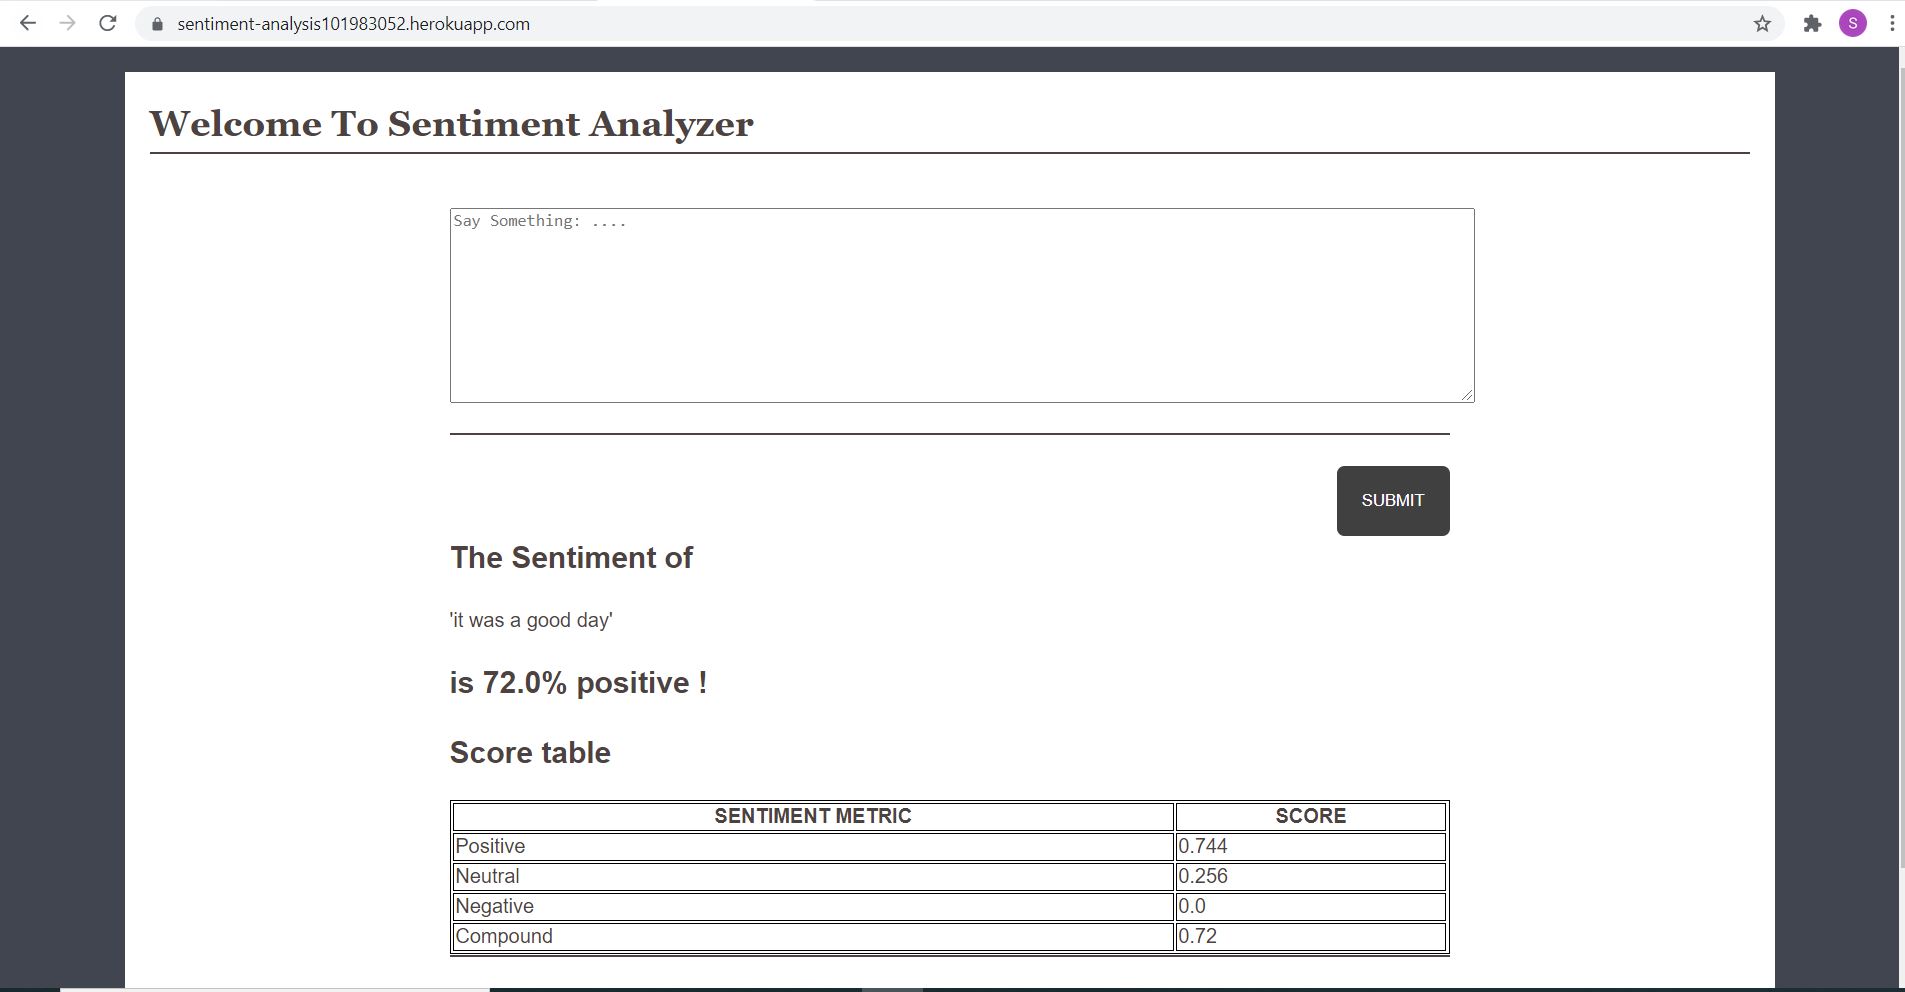 sentiment-analysis101983052.herokuapp.com
S
Welcome To Sentiment Analyzer
Say Something: ....
SUBMIT
The Sentiment of
'it was a good day'
is 72.0% positive !
Score table
SENTIMENT METRIC SCORE
Positive 0.744
Neutral 0.256
Negative 0.0
Compound 0.72